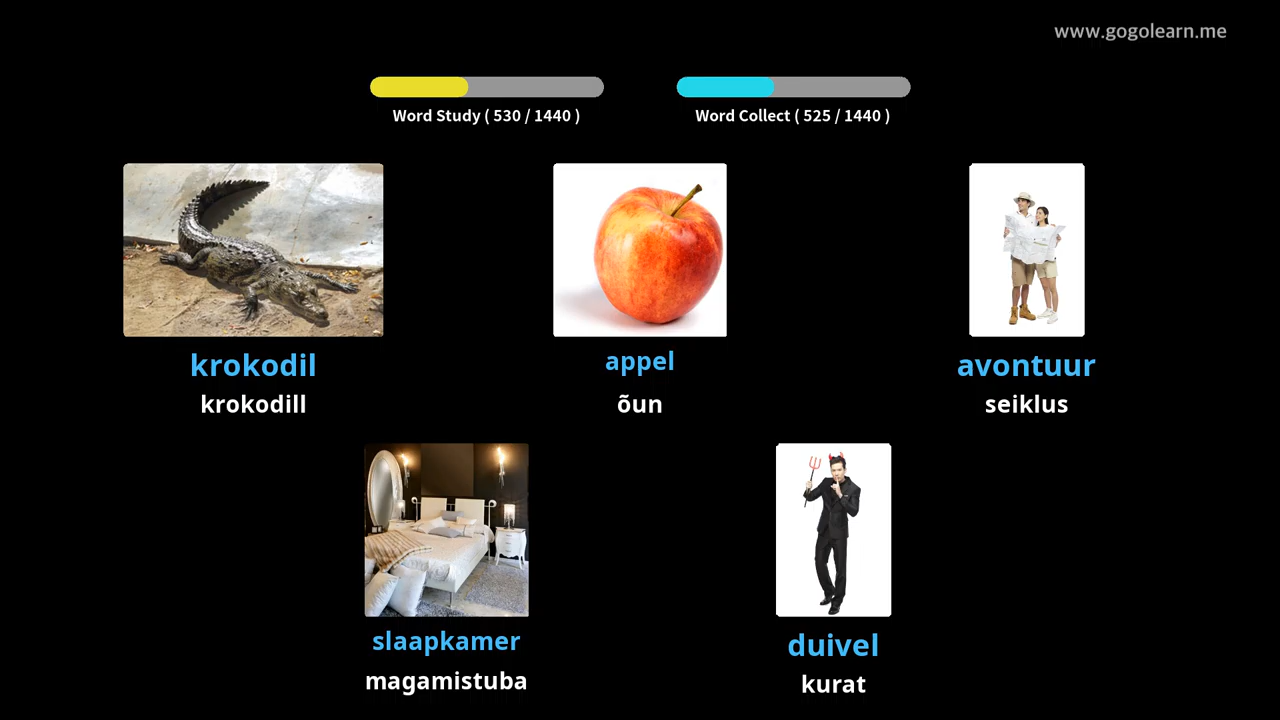 www.gogolearn.me
Word Study ( 530 / 1440 )
Word Collect ( 525 / 1440 )
krokodil
krokodill
appel
õun
avontuur
seiklus
slaapkamer
magamistuba
duivel
kurat